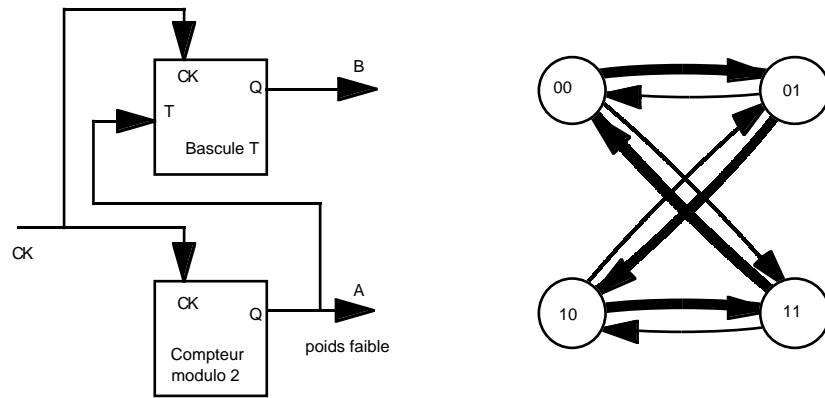 CK
B
Q
T
Bascule T
CK
CK
A
Q
poids faible
Compteur
modulo 2
00
01
10
11